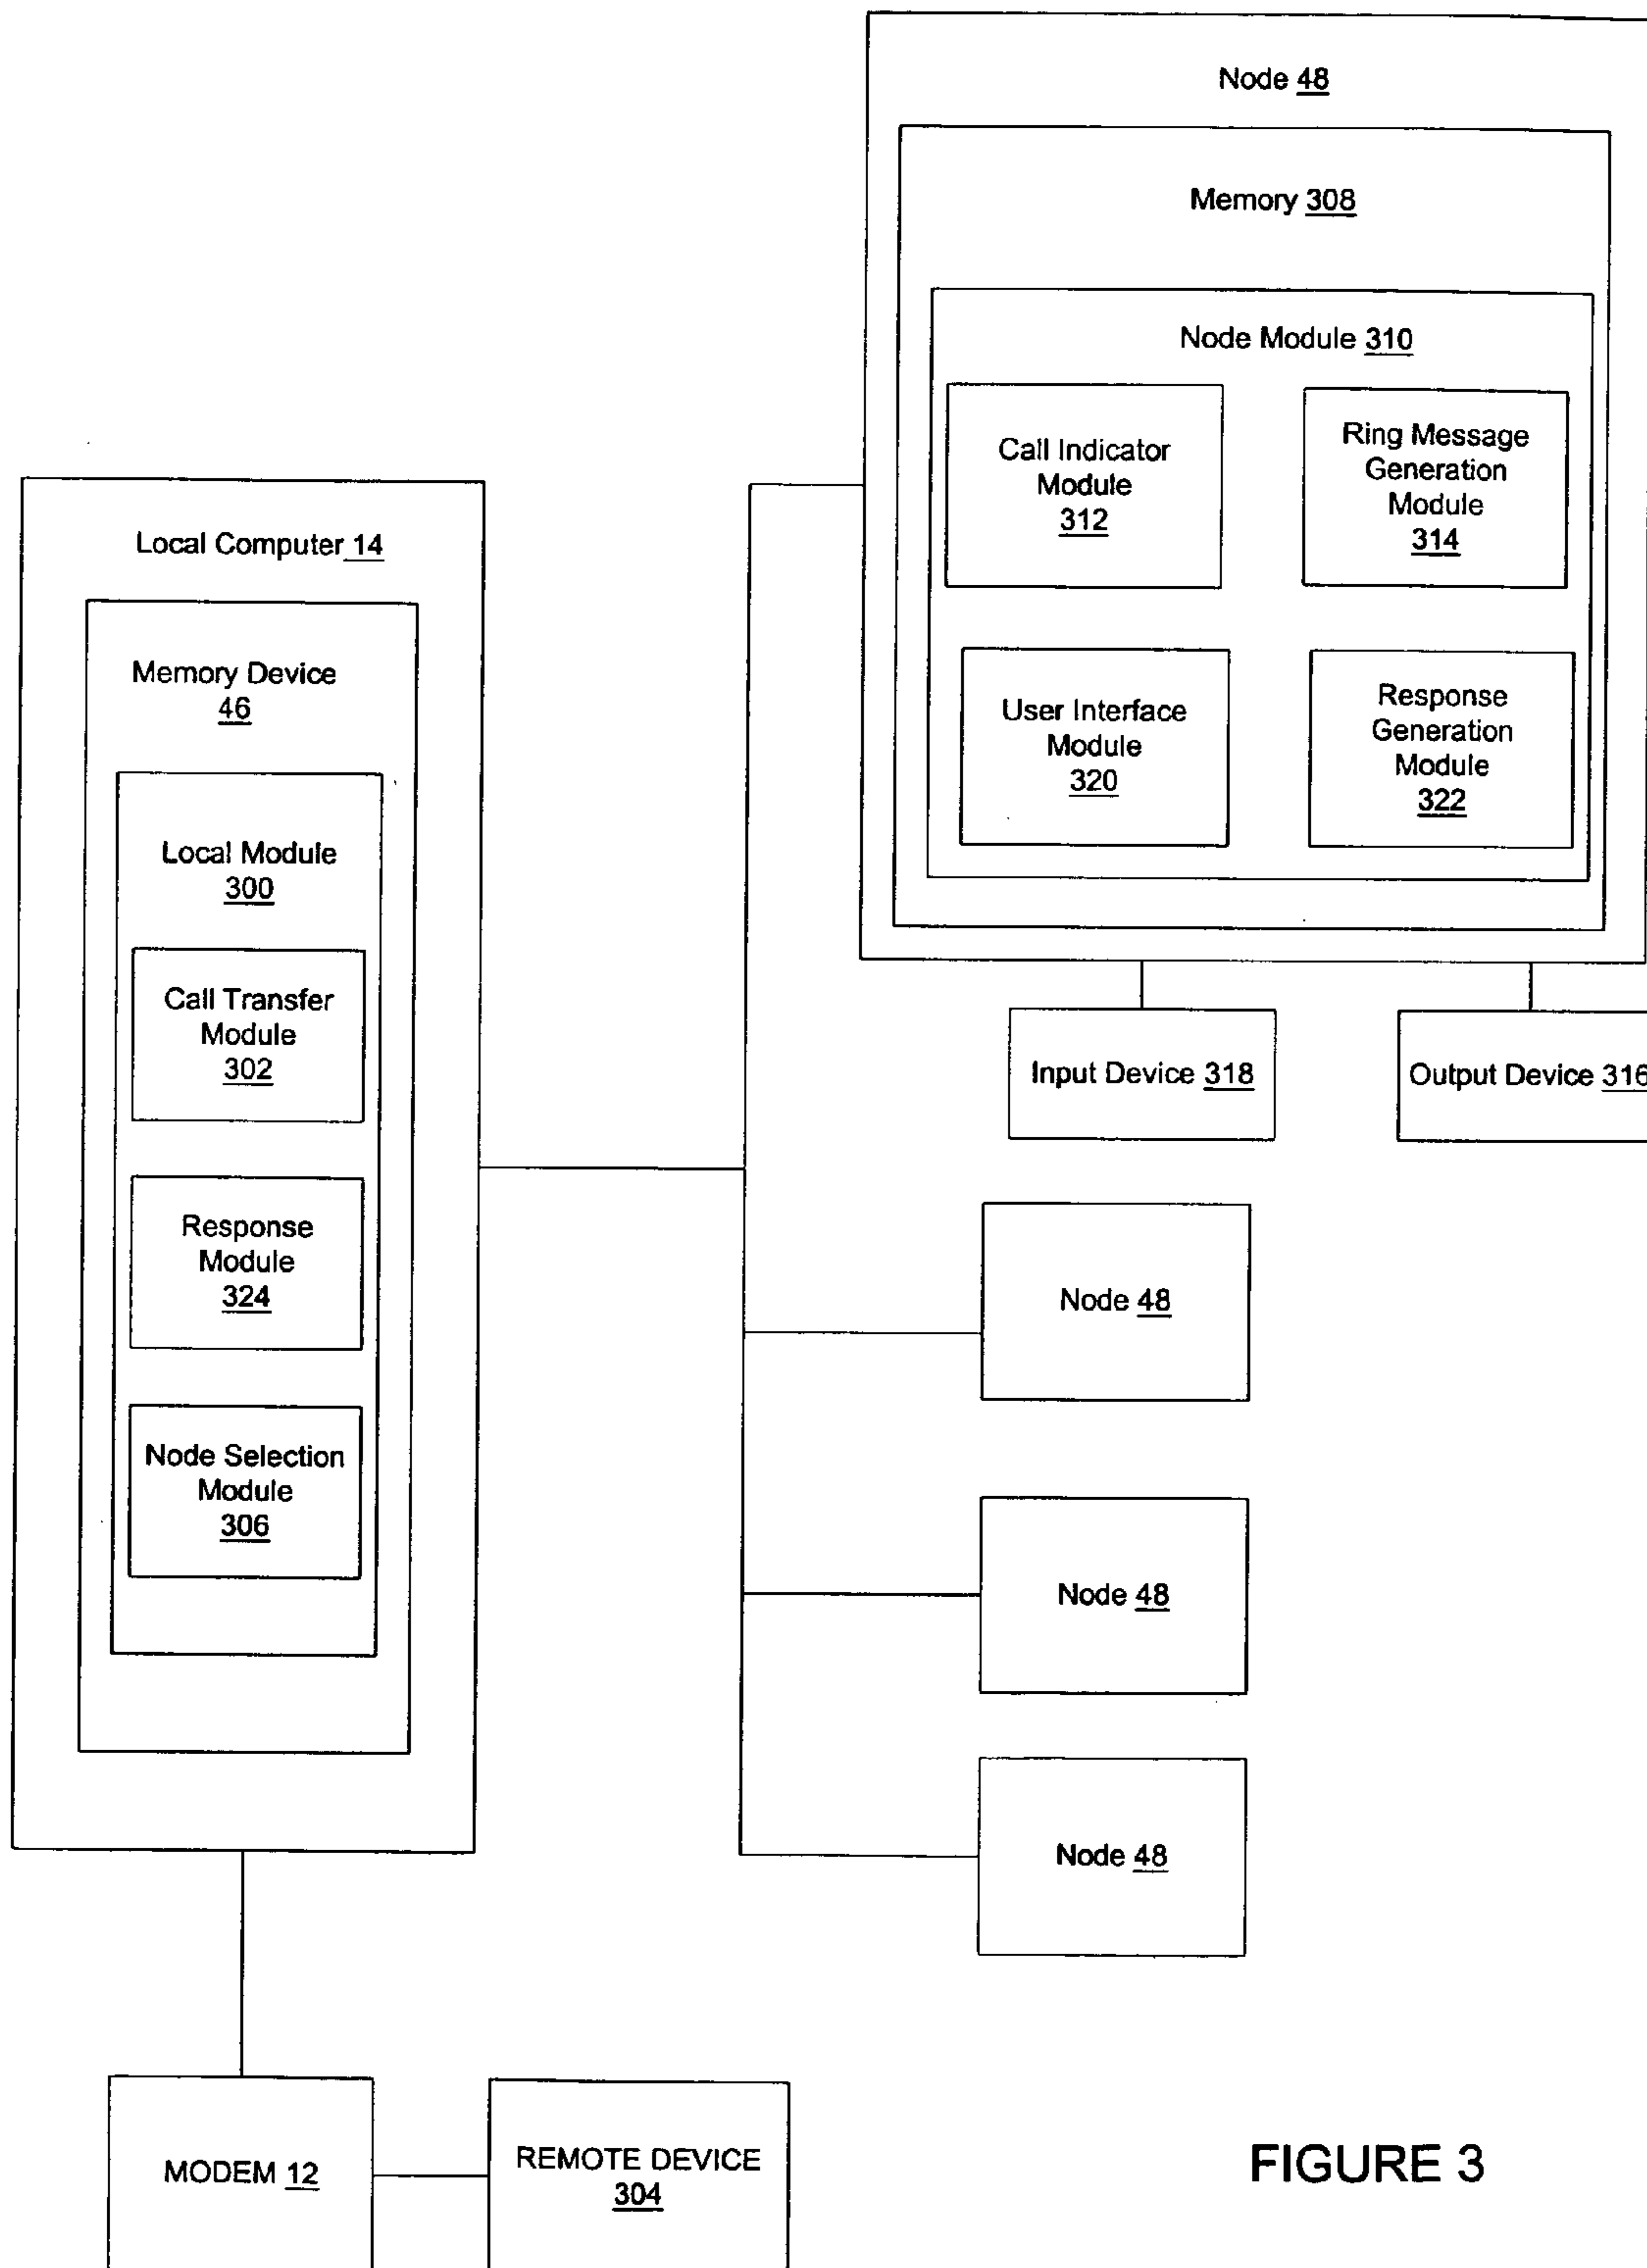 Node 48
Memory 308
Node Module 310
Call Indicator
Module
312
Ring Message
Generation
Module
314
User Interface
Module
320
Response
Generation
Module
322
Input Device 318
Output Device 316
Local Computer 14
Memory Device
46
Local Module
300
Call Transfer
Module
302
Response
Module
324
Node Selection
Module
306
Node 48
Node 48
Node 48
MODEM 12
REMOTE DEVICE
304
FIGURE 3